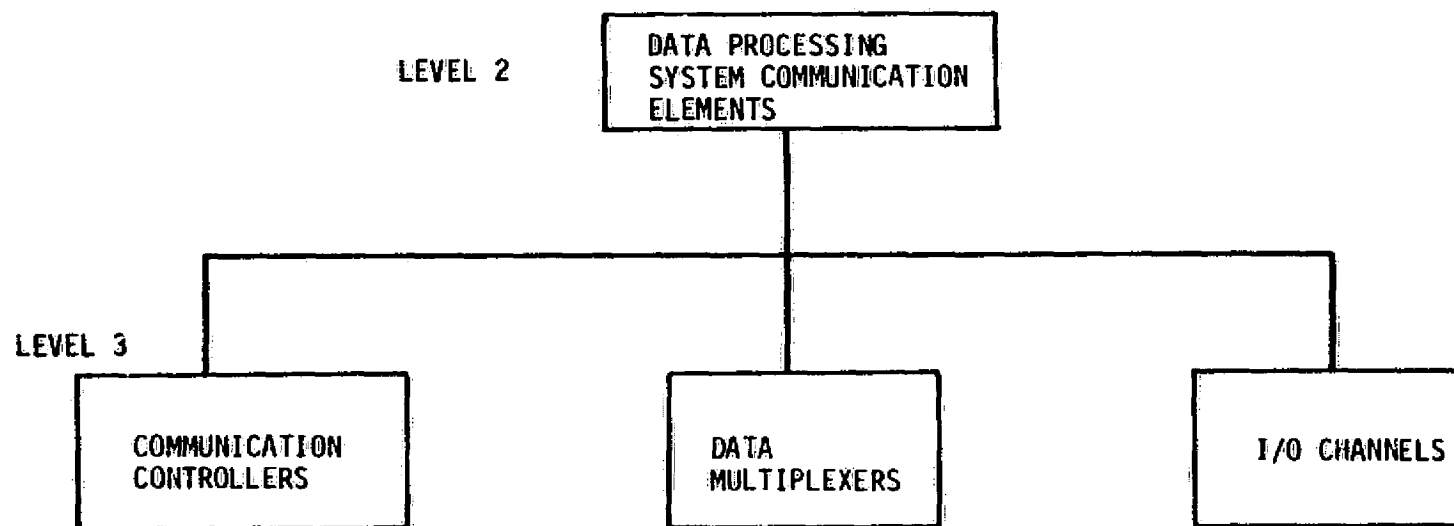 LEVEL 2
DATA PROCESSING
SYSTEM COMMUNICATION
ELEMENTS
LEVEL 3
COMMUNICATION
CONTROLLERS
DATA
MULTIPLEXERS
I/O CHANNELS